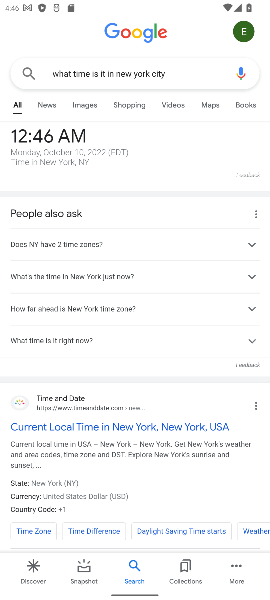 4:46
Google
E
what time is it in new york city
All News Images Shopping Videos Maps Books
12:46 AM
Monday, October 10, 2022 (EDT)
Time in New York, NY
Feedback
People also ask
Does NY have 2 time zones?
What's the time in New York just now?
How far ahead is New York time zone?
What time is it right now?
Feedback
Time and Date
https://www.timeanddate.com › new...
Current Local Time in New York, New York, USA
Current local time in USA – New York – New York. Get New York's weather
and area codes, time zone and DST. Explore New York's sunrise and
sunset, ...
State: New York (NY)
Currency: United States Dollar (USD)
Country Code: +1
Time Zone Time Difference Daylight Saving Time starts Weather
Discover Snapshot Search Collections More